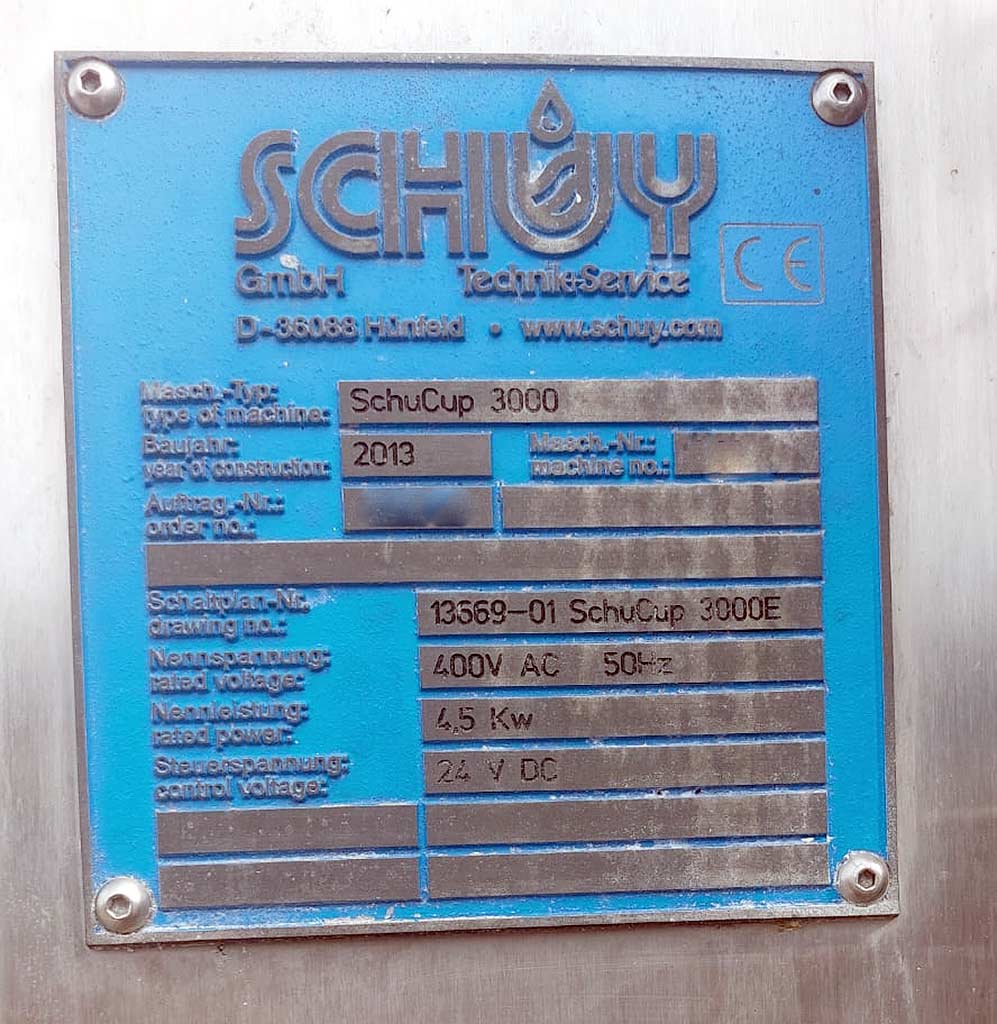 SCHUY
GmbH Technik+Service
CE
D-36088 Hünfeld • www.schuy.com
Masch.-Typ:
type of machine: SchuCup 3000
Baujahr:
year of construction: 2013
Masch.-Nr.:
machine no.:
Auftrag.-Nr.:
order no.:
Schaltplan-Nr.
drawing no.: 13669-01 SchuCup 3000E
Nennspannung:
rated voltage: 400V AC 50Hz
Nennleistung:
rated power: 4,5 Kw
Steuerspannung:
control voltage: 24 V DC